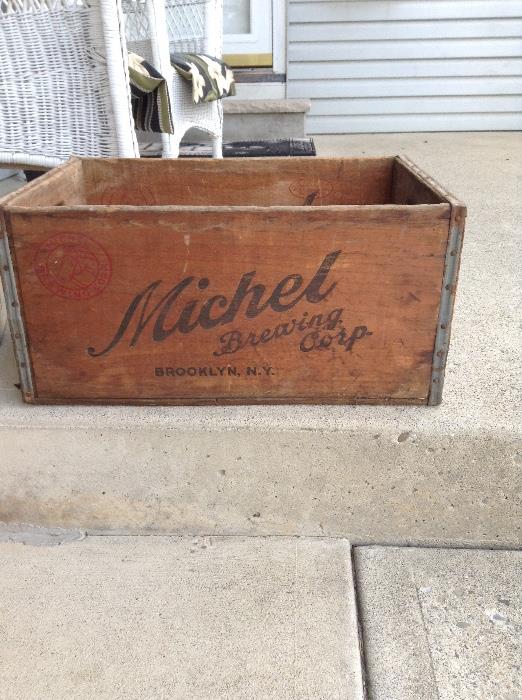 Michel
Brewing
Corp.
BROOKLYN, N.Y.